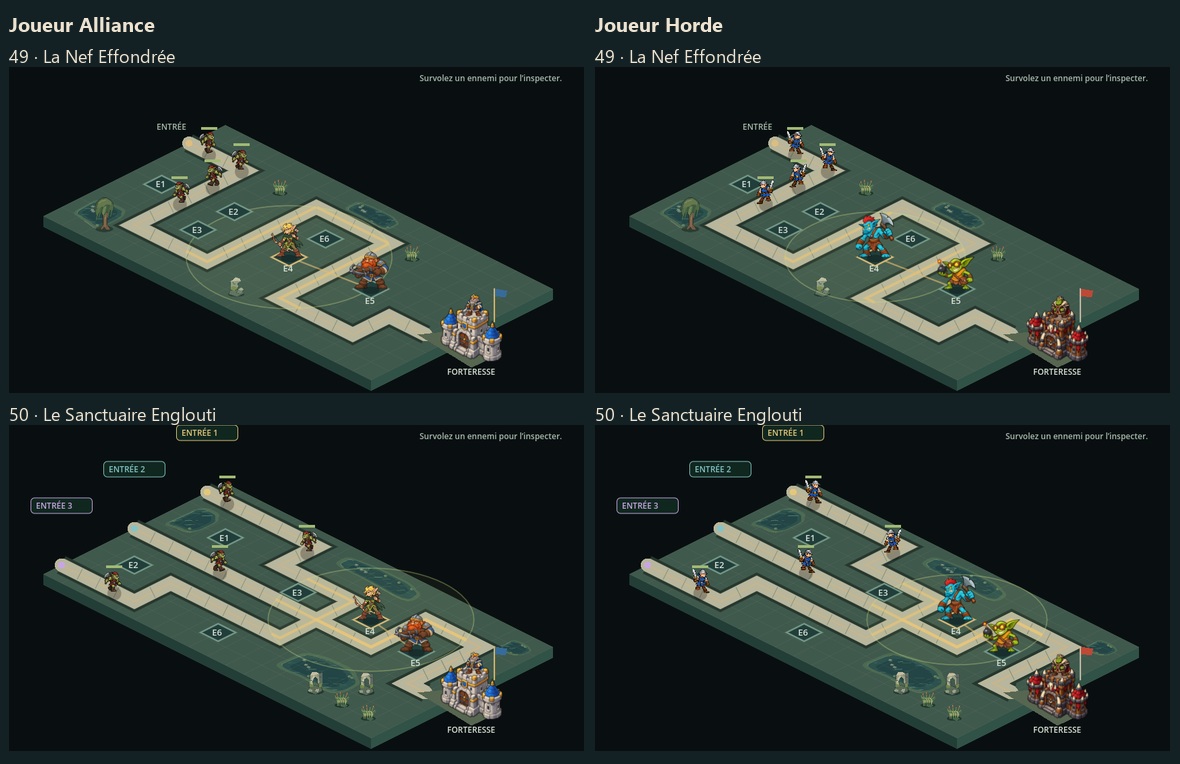 Joueur Alliance
49 · La Nef Effondrée
Survolez un ennemi pour l'inspecter.
ENTRÉE
E1
E2
E3
E6
E4
E5
FORTERESSE
50 · Le Sanctuaire Englouti
ENTRÉE 1
Survolez un ennemi pour l'inspecter.
ENTRÉE 2
ENTRÉE 3
E1
E2
E3
E6
E4
E5
FORTERESSE
Joueur Horde
49 · La Nef Effondrée
Survolez un ennemi pour l'inspecter.
ENTRÉE
E1
E2
E3
E6
E4
E5
FORTERESSE
50 · Le Sanctuaire Englouti
ENTRÉE 1
Survolez un ennemi pour l'inspecter.
ENTRÉE 2
ENTRÉE 3
E1
E2
E3
E6
E4
E5
FORTERESSE